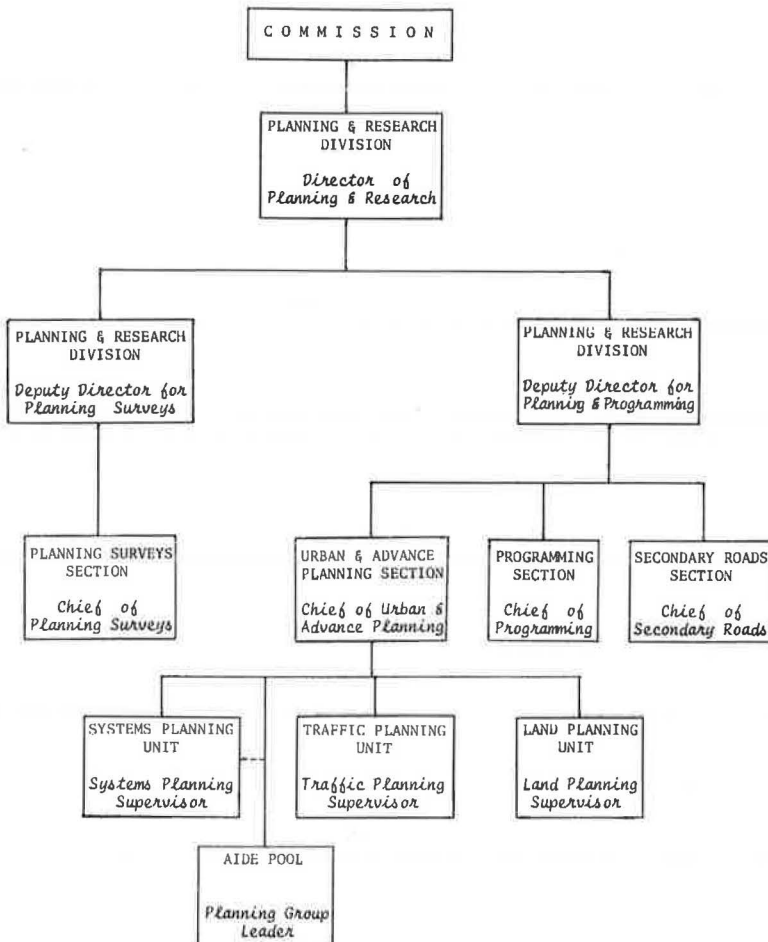 COMMISSION
PLANNING & RESEARCH
DIVISION
Director of
Planning & Research
PLANNING & RESEARCH
DIVISION
Deputy Director for
Planning Surveys
PLANNING & RESEARCH
DIVISION
Deputy Director for
Planning & Programming
PLANNING SURVEYS
SECTION
Chief of
Planning Surveys
URBAN & ADVANCE
PLANNING SECTION
Chief of Urban &
Advance Planning
PROGRAMMING
SECTION
Chief of
Programming
SECONDARY ROADS
SECTION
Chief of
Secondary Roads
SYSTEMS PLANNING
UNIT
Systems Planning
Supervisor
TRAFFIC PLANNING
UNIT
Traffic Planning
Supervisor
LAND PLANNING
UNIT
Land Planning
Supervisor
AIDE POOL
Planning Group
Leader